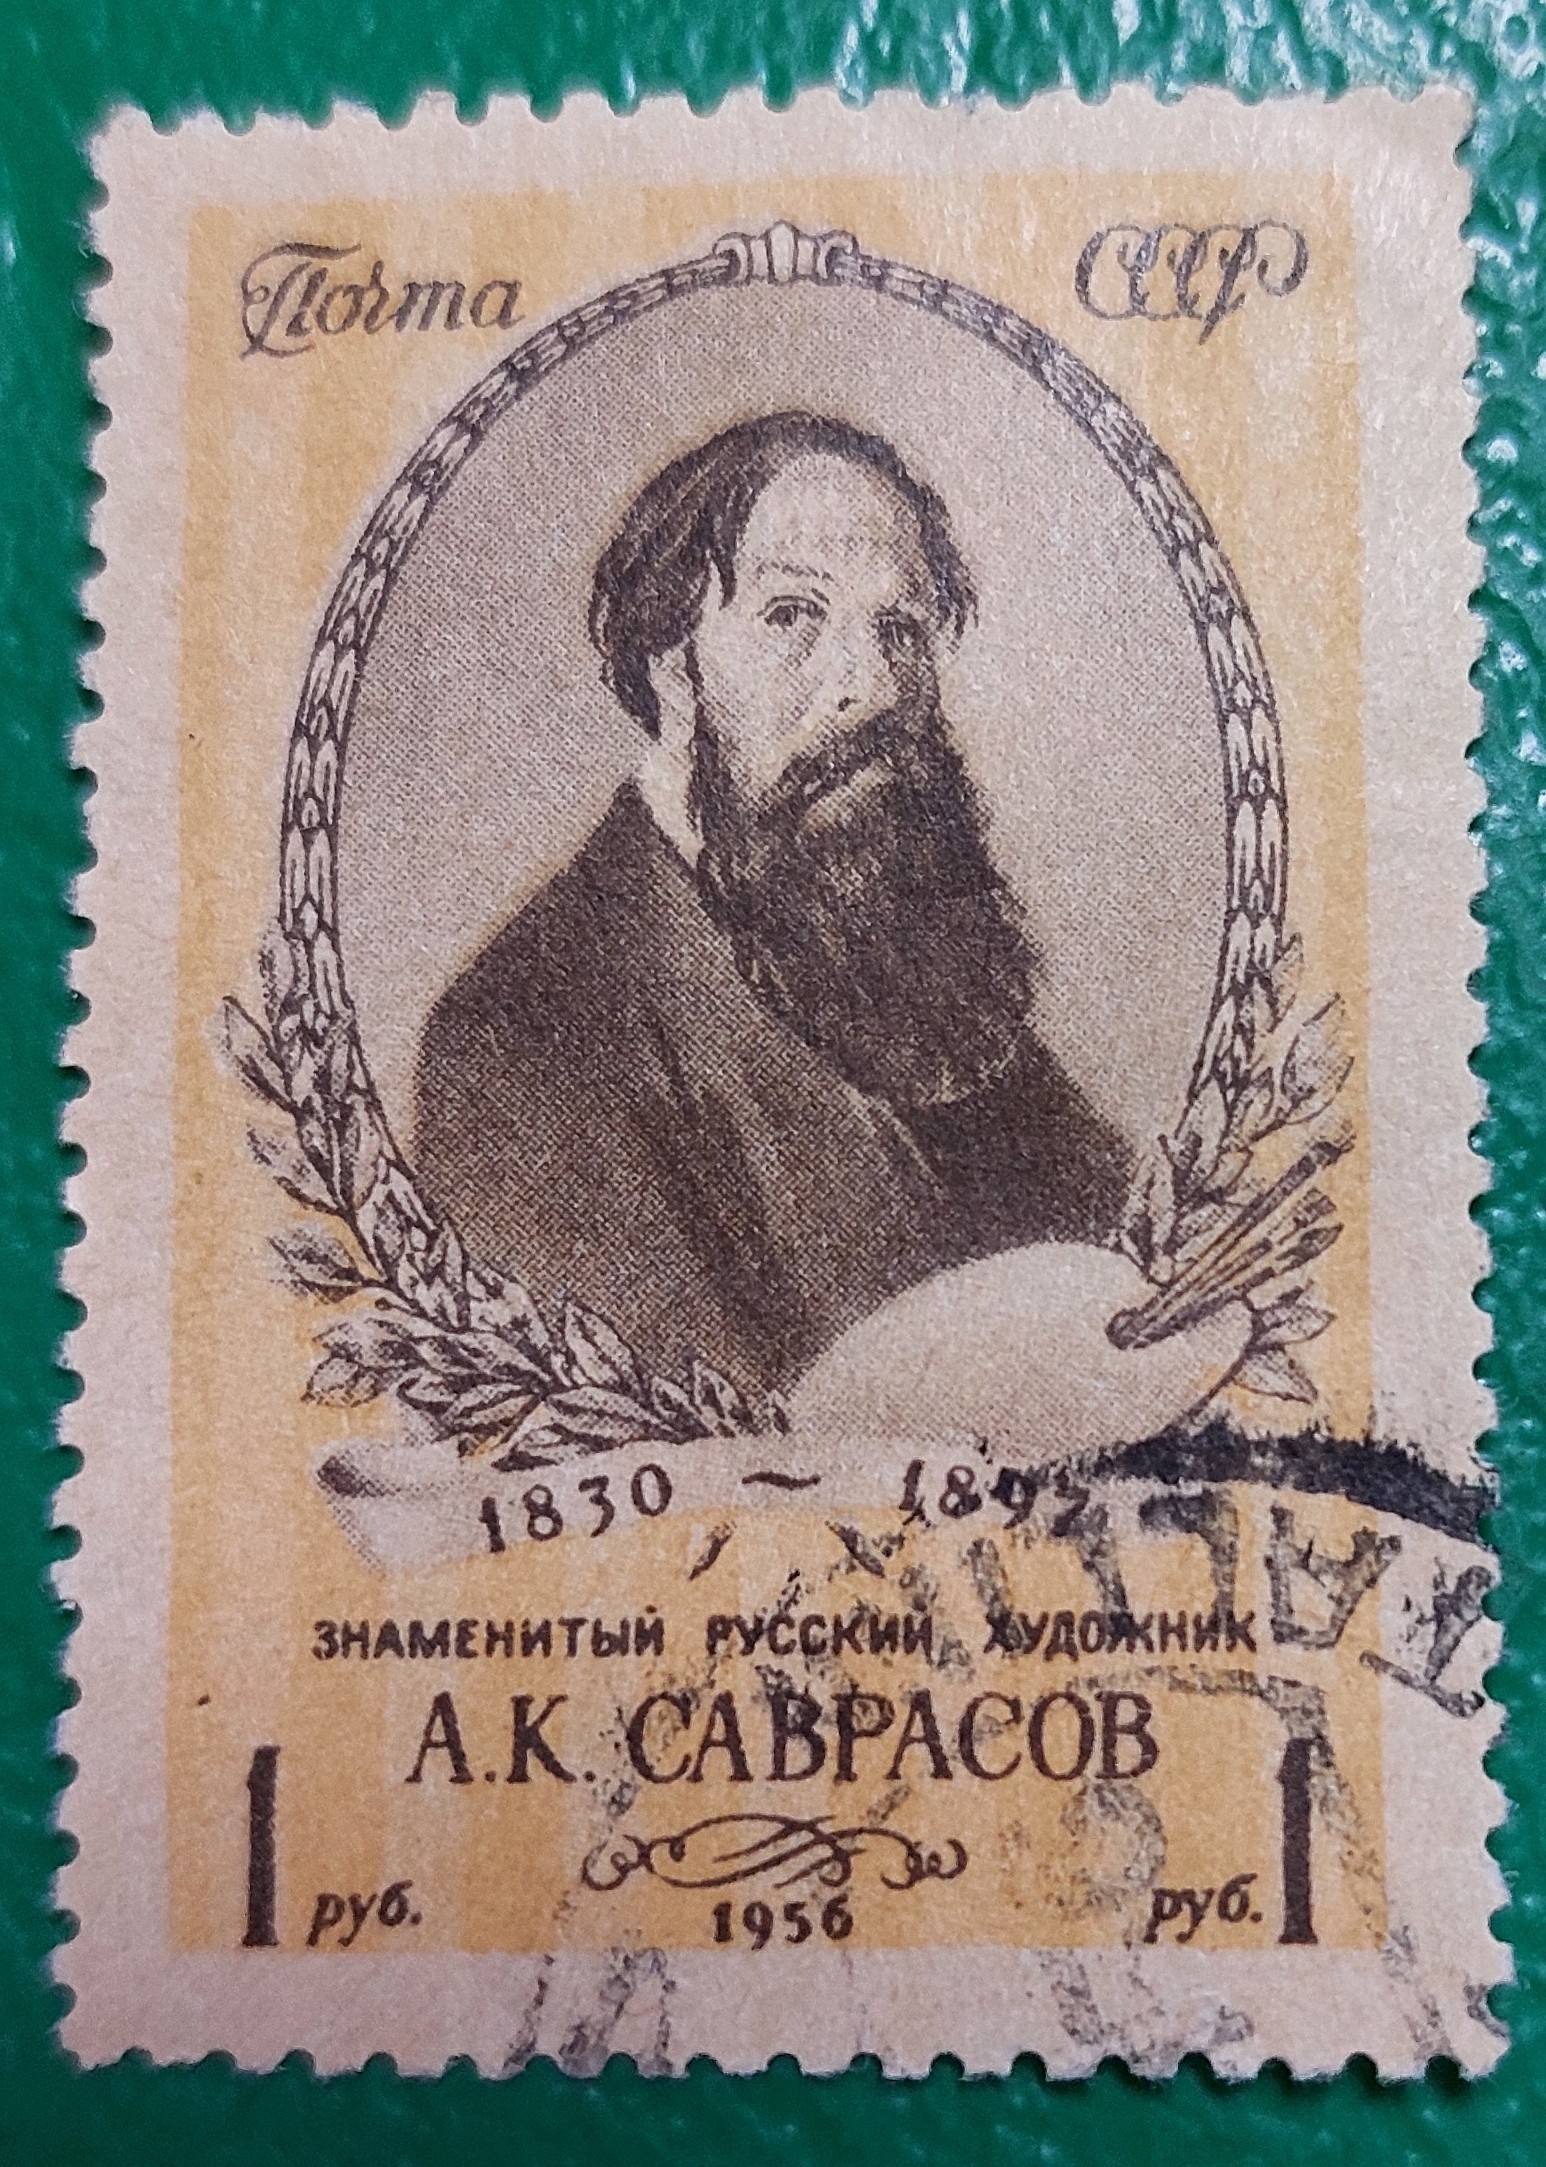 Почта СССР
1830 - 1897
ЗНАМЕНИТЫЙ РУССКИЙ ХУДОЖНИК
А.К. САВРАСОВ
1 руб. 1956 руб. 1